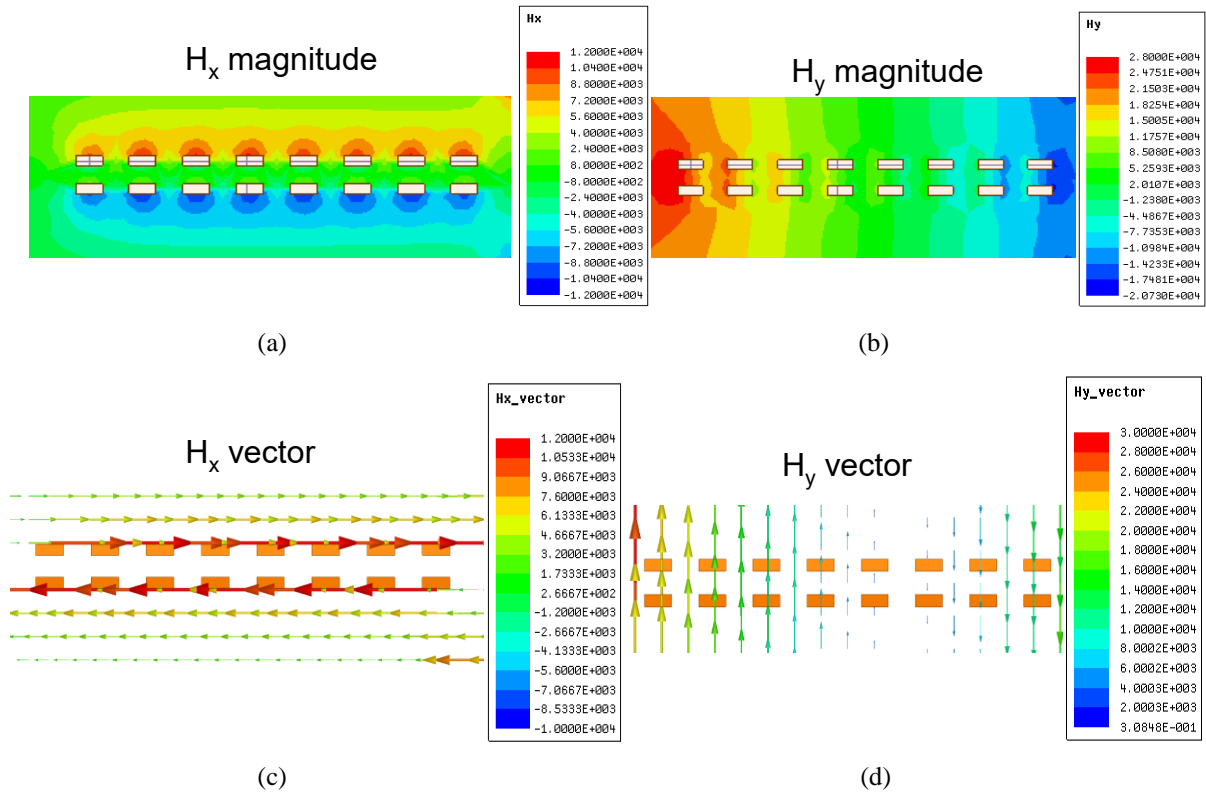 Hx
Hx magnitude
1.2000E+004
1.0400E+004
8.8000E+003
7.2000E+003
5.6000E+003
4.0000E+003
2.4000E+003
8.0000E+002
-8.0000E+002
-2.4000E+003
-4.0000E+003
-5.6000E+003
-7.2000E+003
-8.8000E+003
-1.0400E+004
-1.2000E+004
(a)
Hy
Hy magnitude
2.8000E+004
2.4751E+004
2.1503E+004
1.8254E+004
1.5005E+004
1.1757E+004
8.5080E+003
5.2593E+003
2.0107E+003
-1.2380E+003
-4.4867E+003
-7.7353E+003
-1.0984E+004
-1.4233E+004
-1.7481E+004
-2.0730E+004
(b)
Hx_vector
Hx vector
1.2000E+004
1.0533E+004
9.0667E+003
7.6000E+003
6.1333E+003
4.6667E+003
3.2000E+003
1.7333E+003
2.6667E+002
-1.2000E+003
-2.6667E+003
-4.1333E+003
-5.6000E+003
-7.0667E+003
-8.5333E+003
-1.0000E+004
(c)
Hy_vector
Hy vector
3.0000E+004
2.8000E+004
2.6000E+004
2.4000E+004
2.2000E+004
2.0000E+004
1.8000E+004
1.6000E+004
1.4000E+004
1.2000E+004
1.0000E+004
8.0002E+003
6.0002E+003
4.0003E+003
2.0003E+003
3.0848E-001
(d)